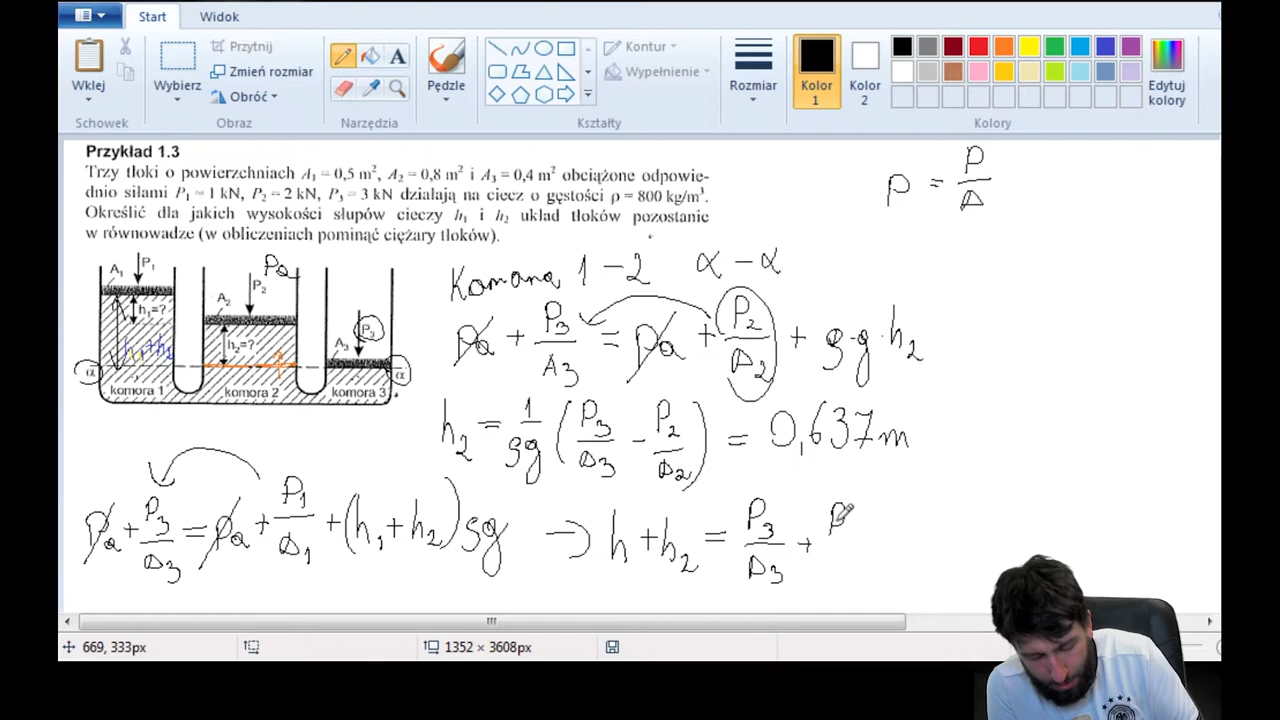 Start Widok
Wklej
Wybierz
Przytnij
Zmień rozmiar
Obróć
Pędzle
Kontur
Wypełnienie
Rozmiar
Kolor 1
Kolor 2
Edytuj kolory
Schowek Obraz Narzędzia Kształty Kolory
Przykład 1.3
Trzy tłoki o powierzchniach A₁ = 0,5 m², A₂ = 0,8 m² i A₃ = 0,4 m² obciążone odpowie-
dnio siłami P₁ = 1 kN, P₂ = 2 kN, P₃ = 3 kN działają na ciecz o gęstości ρ = 800 kg/m³.
Określić dla jakich wysokości słupów cieczy h₁ i h₂ układ tłoków pozostanie
w równowadze (w obliczeniach pominąć ciężary tłoków).
p = P/A
A₁ P₁ Pa A₂ P₂ A₃ P₃
h₁=? h₂=?
h₁+h₂
α α
komora 1 komora 2 komora 3
Komora 1 – 2 α – α
pa + P₃/A₃ = pa + P₂/A₂ + ρ·g·h₂
h₂ = 1/ρg (P₃/A₃ - P₂/A₂) = 0,637m
pa + P₃/A₃ = pa + P₁/A₁ + (h₁+h₂)ρg → h+h₂ = P₃/A₃ + P
669, 333px 1352 × 3608px